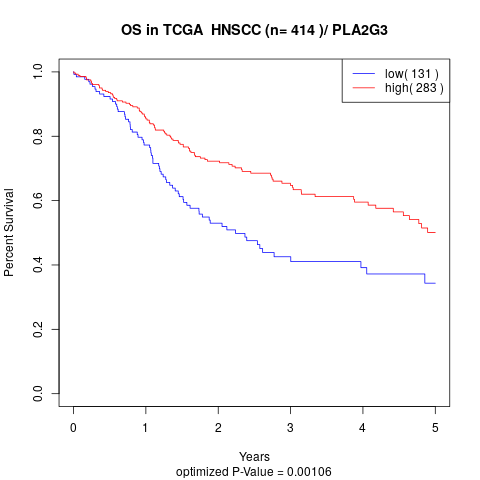 OS in TCGA  HNSCC (n= 414 )/ PLA2G3
low( 131 )
high( 283 )
Percent Survival
1.0
0.8
0.6
0.4
0.2
0.0
0 1 2 3 4 5
Years
optimized P-Value = 0.00106